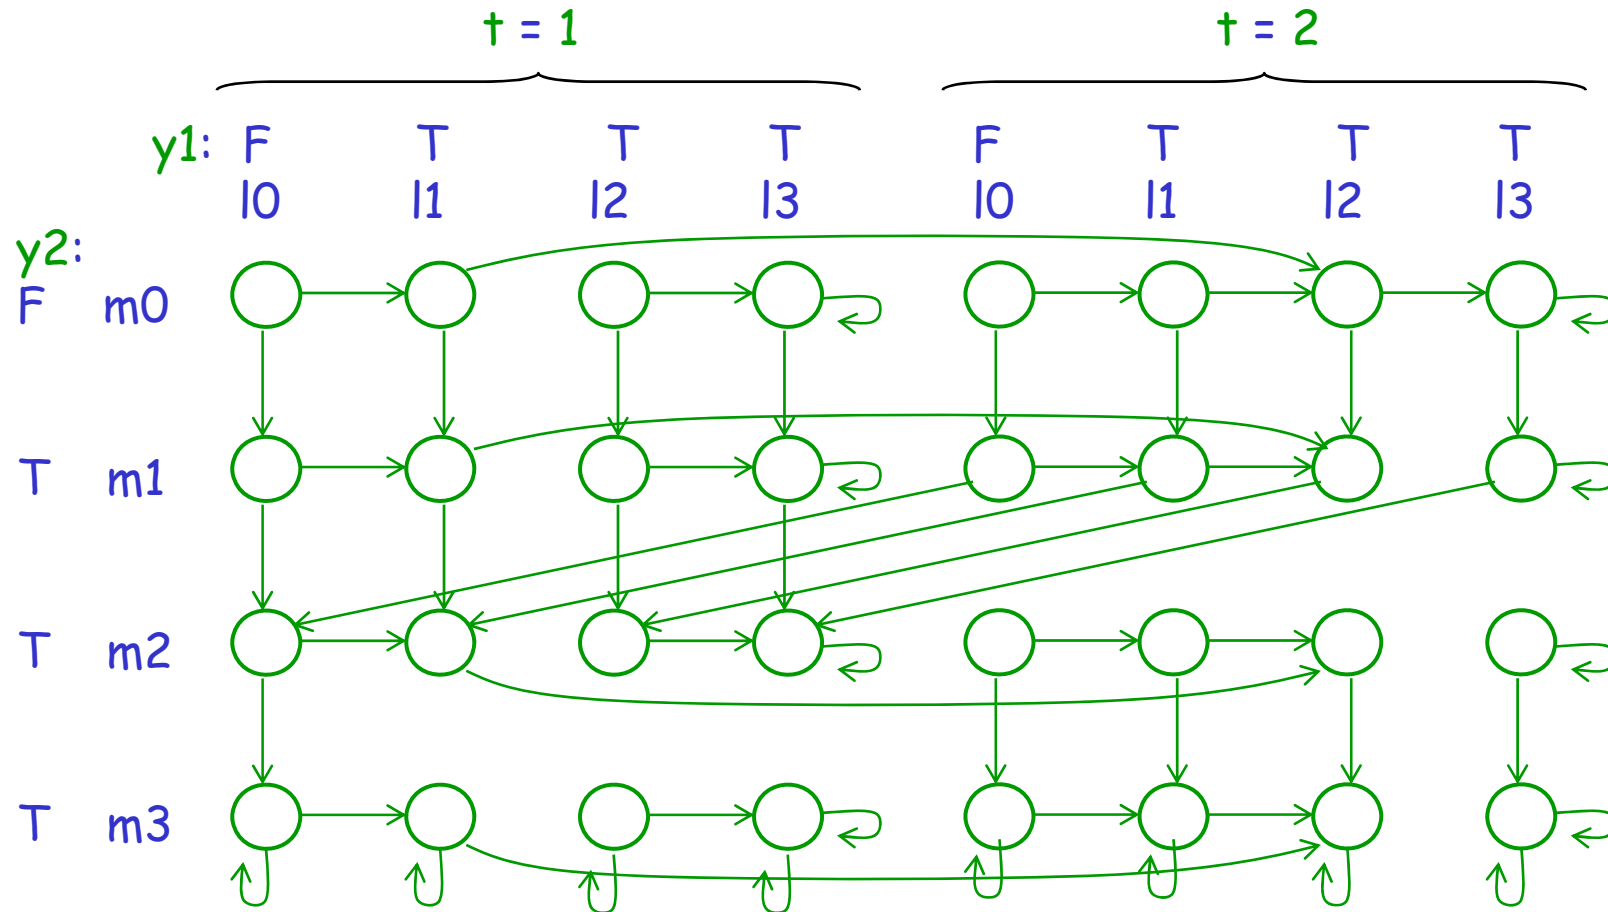 t = 1 t = 2
y1: F T T T F T T T
l0 l1 l2 l3 l0 l1 l2 l3
y2:
F m0
T m1
T m2
T m3